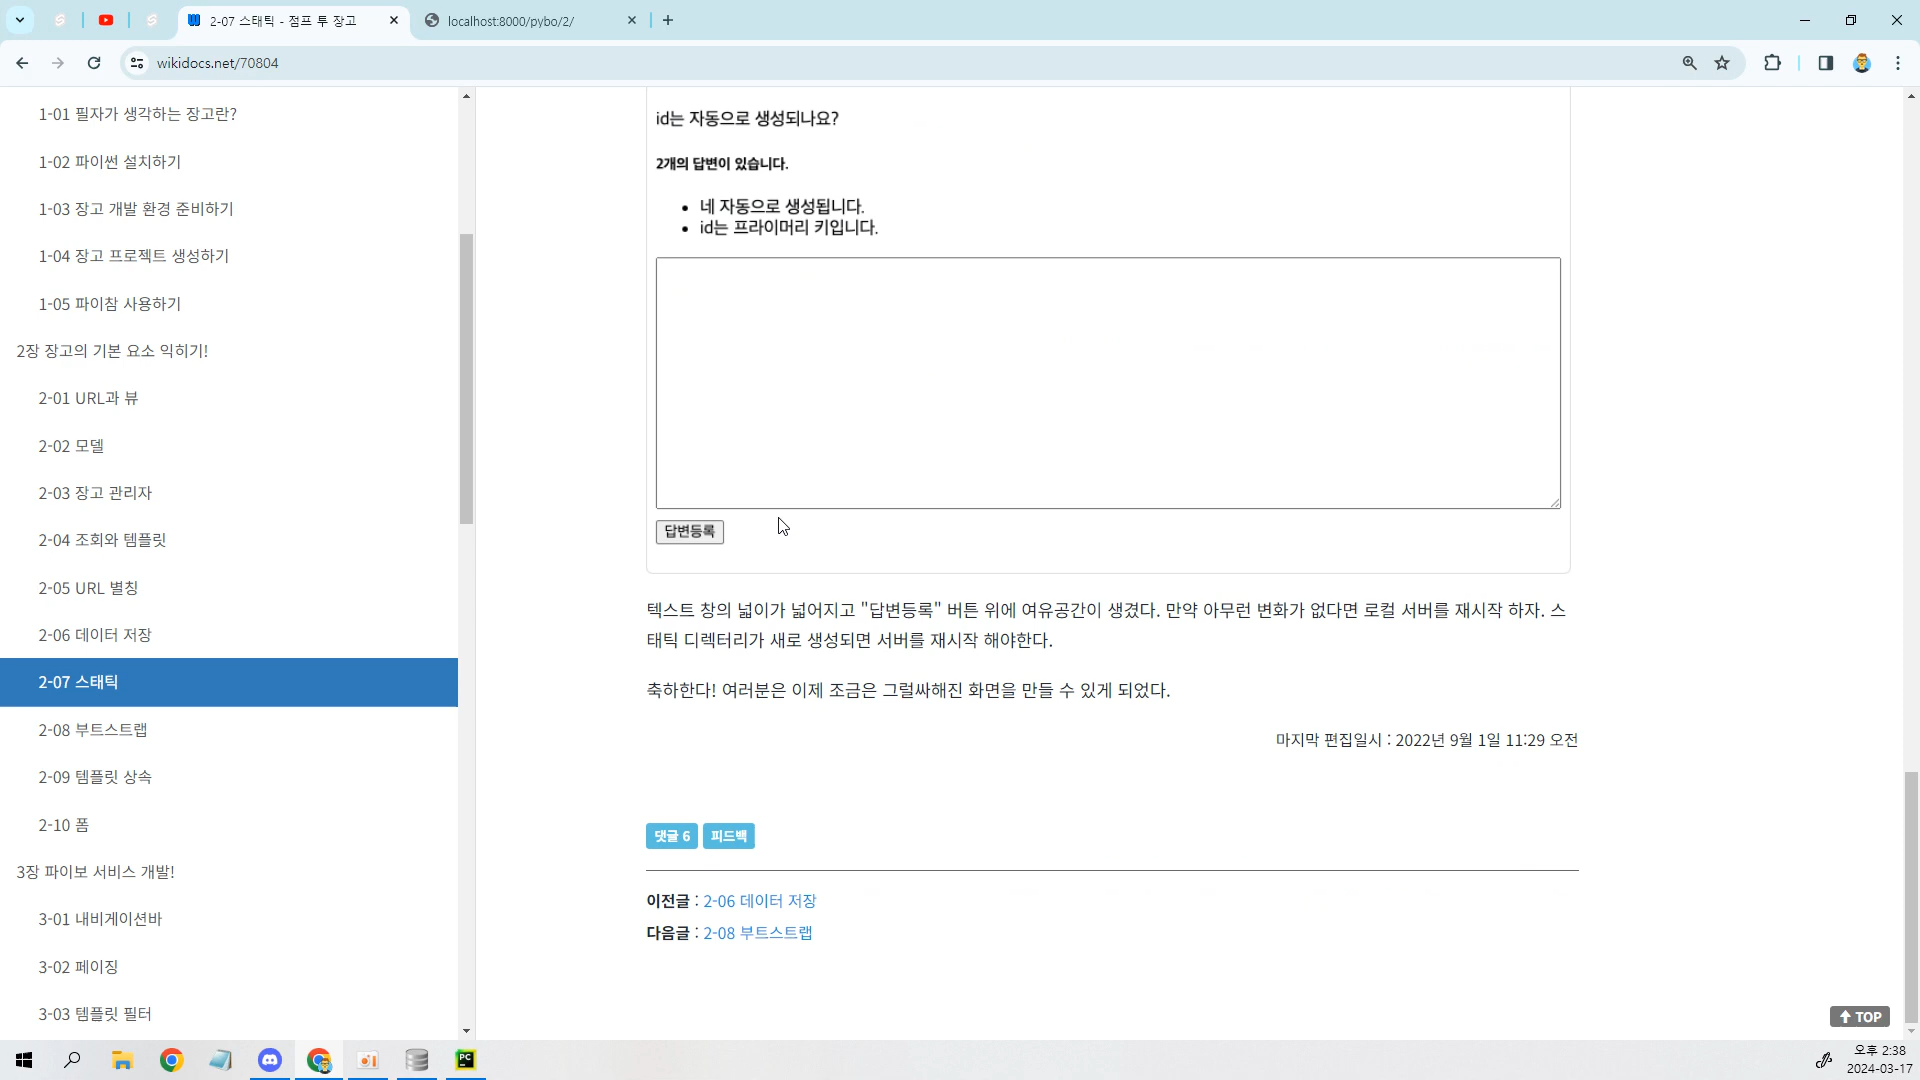 2-07 스태틱 - 점프 투 장고
localhost:8000/pybo/2/
wikidocs.net/70804
1-01 필자가 생각하는 장고란?
1-02 파이썬 설치하기
1-03 장고 개발 환경 준비하기
1-04 장고 프로젝트 생성하기
1-05 파이참 사용하기
2장 장고의 기본 요소 익히기!
2-01 URL과 뷰
2-02 모델
2-03 장고 관리자
2-04 조회와 템플릿
2-05 URL 별칭
2-06 데이터 저장
2-07 스태틱
2-08 부트스트랩
2-09 템플릿 상속
2-10 폼
3장 파이보 서비스 개발!
3-01 내비게이션바
3-02 페이징
3-03 템플릿 필터
id는 자동으로 생성되나요?
2개의 답변이 있습니다.
네 자동으로 생성됩니다.
id는 프라이머리 키입니다.
답변등록
텍스트 창의 넓이가 넓어지고 "답변등록" 버튼 위에 여유공간이 생겼다. 만약 아무런 변화가 없다면 로컬 서버를 재시작 하자. 스
태틱 디렉터리가 새로 생성되면 서버를 재시작 해야한다.
축하한다! 여러분은 이제 조금은 그럴싸해진 화면을 만들 수 있게 되었다.
마지막 편집일시 : 2022년 9월 1일 11:29 오전
댓글 6 피드백
이전글 : 2-06 데이터 저장
다음글 : 2-08 부트스트랩
TOP
PC
오후 2:38
2024-03-17